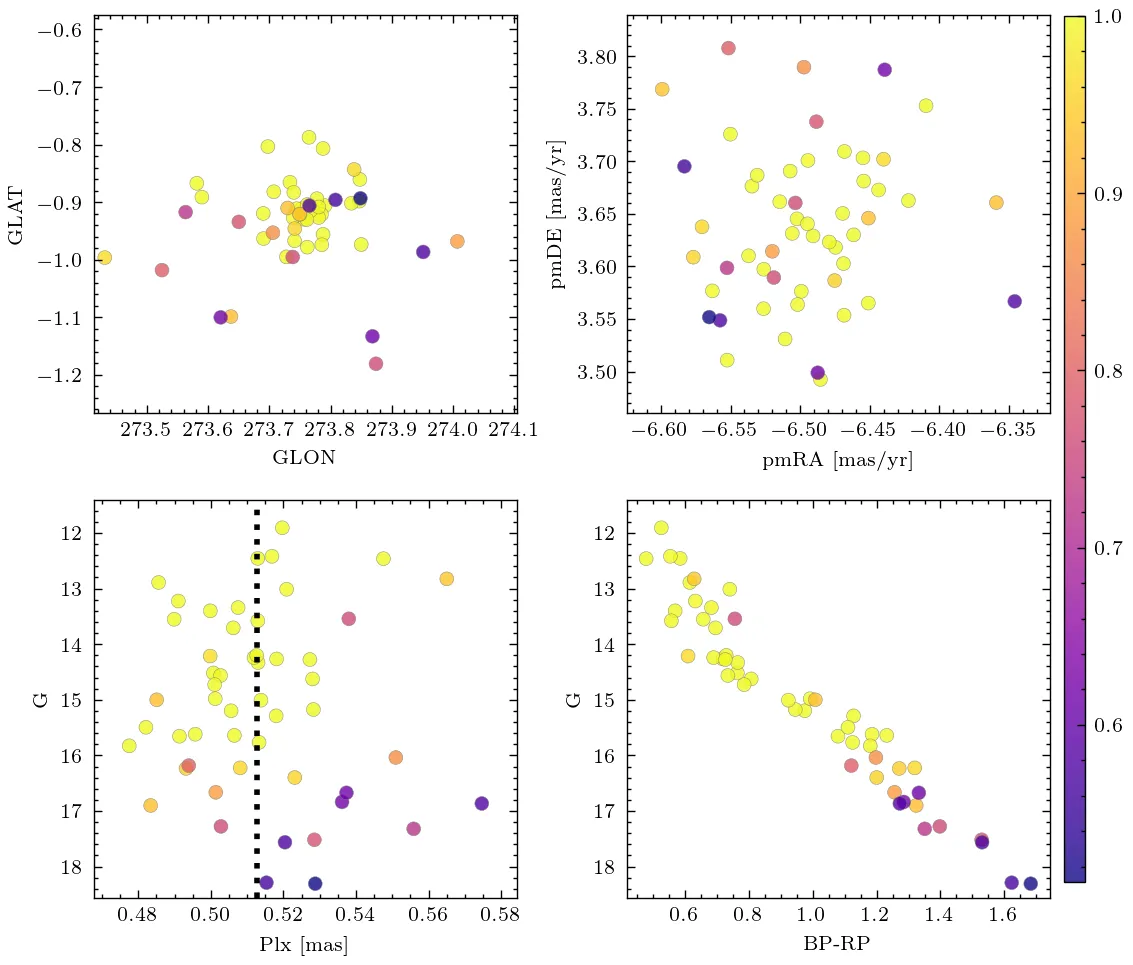 −0.6
−0.7
−0.8
−0.9
−1.0
−1.1
−1.2
GLAT
273.5 273.6 273.7 273.8 273.9 274.0 274.1
GLON
3.80
3.75
3.70
3.65
3.60
3.55
3.50
pmDE [mas/yr]
−6.60 −6.55 −6.50 −6.45 −6.40 −6.35
pmRA [mas/yr]
1.0
0.9
0.8
0.7
0.6
12
13
14
15
16
17
18
G
0.48 0.50 0.52 0.54 0.56 0.58
Plx [mas]
12
13
14
15
16
17
18
G
0.6 0.8 1.0 1.2 1.4 1.6
BP-RP